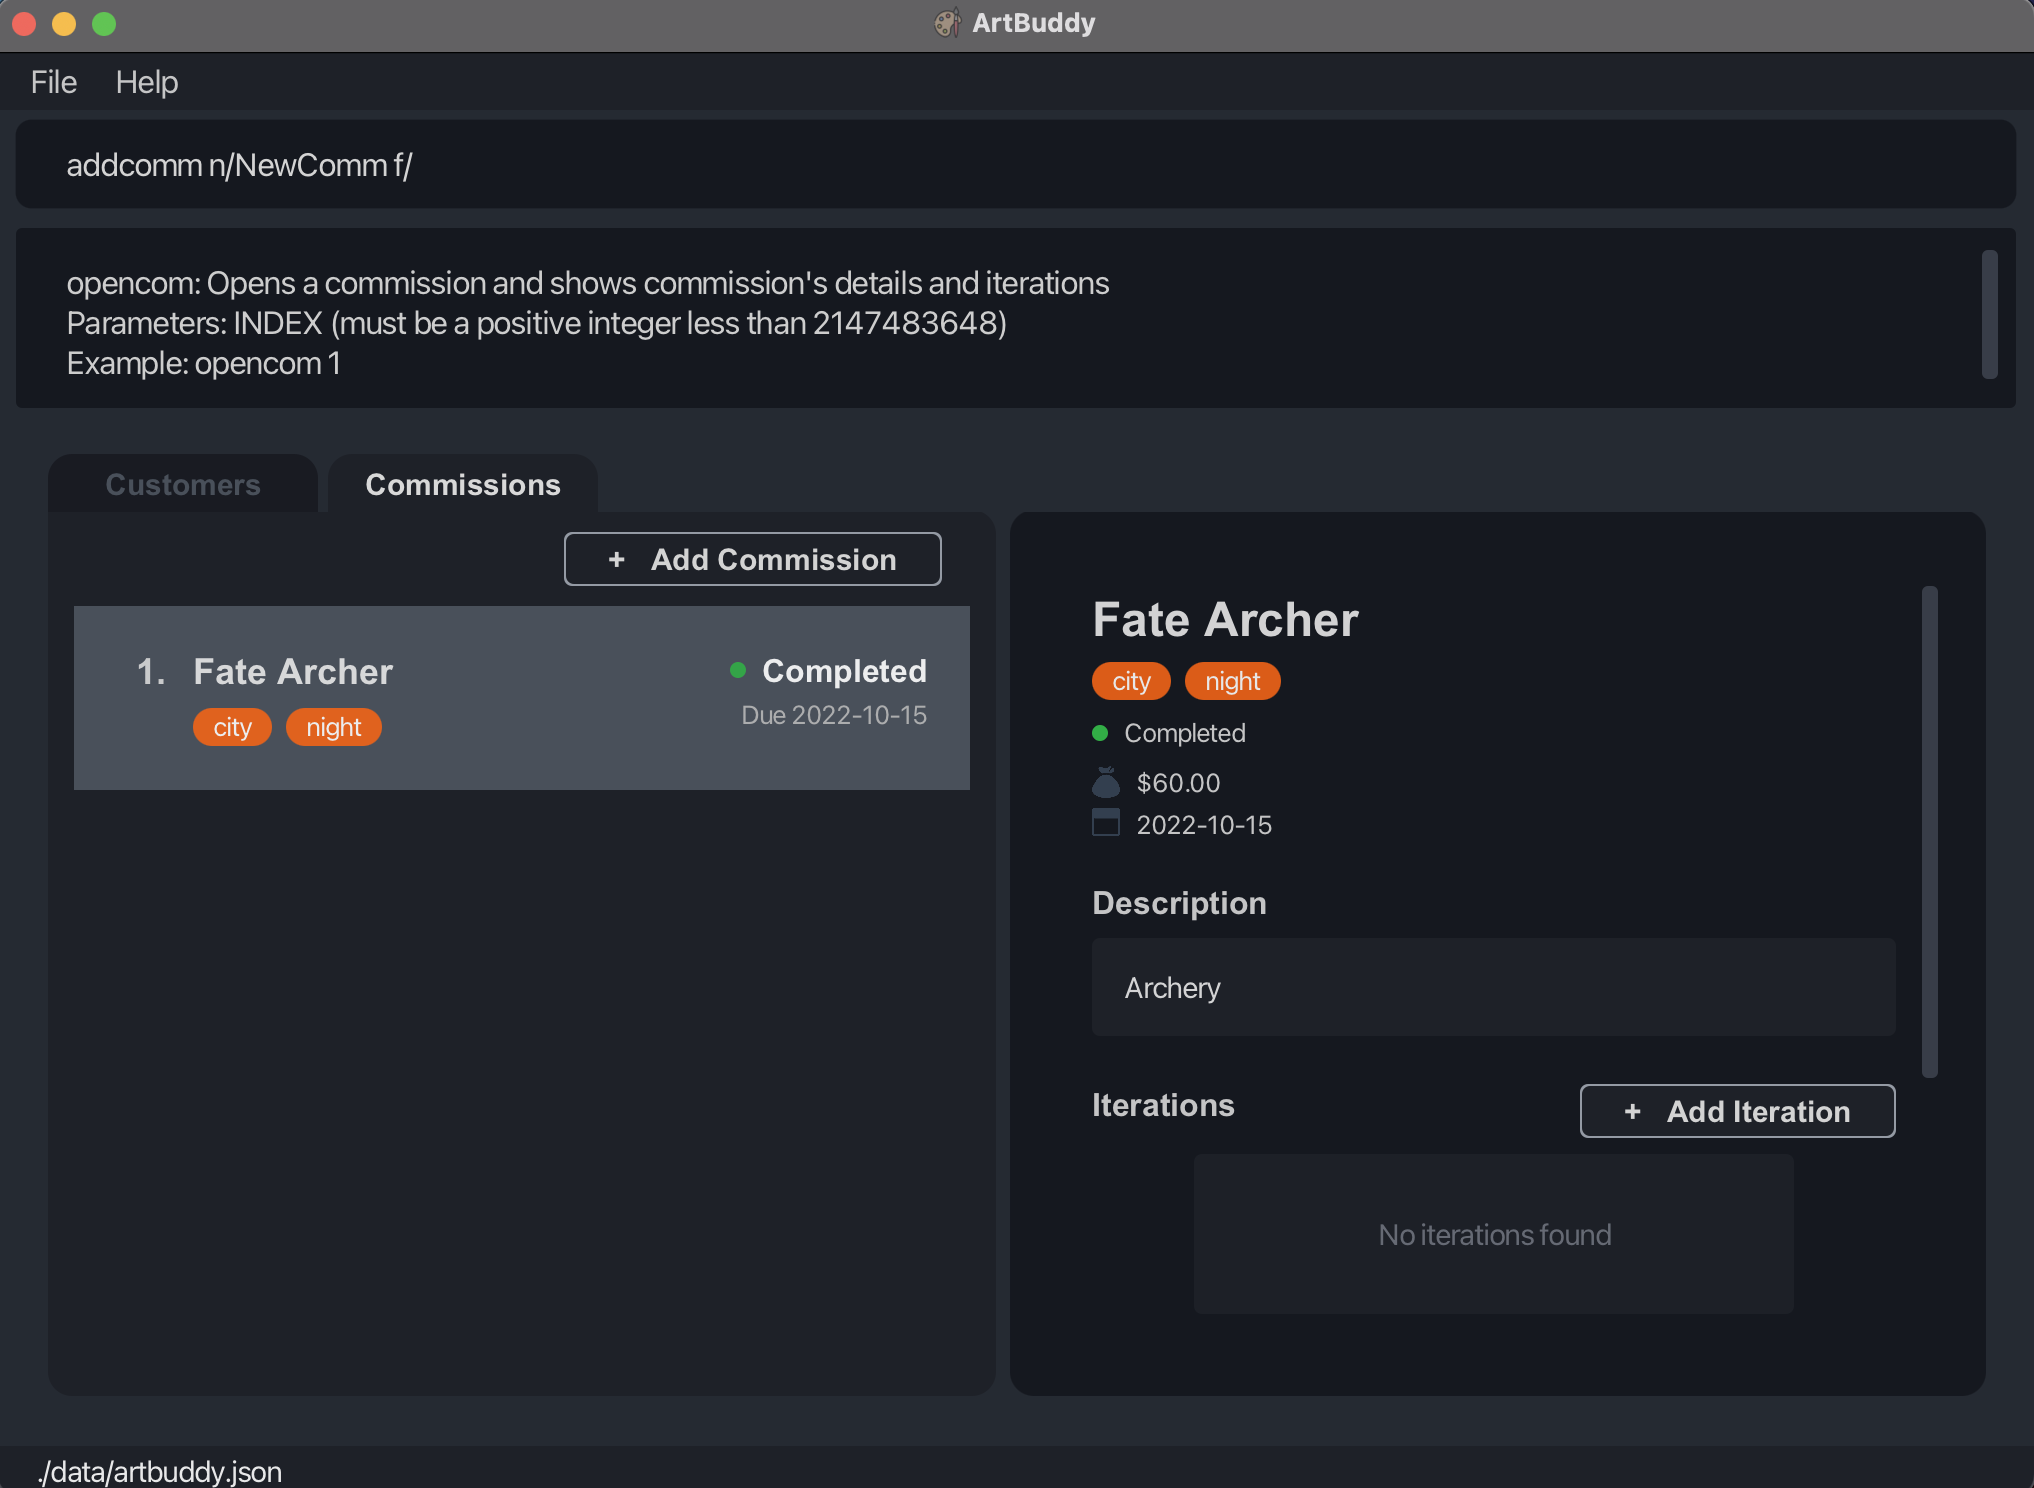 ArtBuddy
File Help
addcomm n/NewComm f/
opencom: Opens a commission and shows commission's details and iterations
Parameters: INDEX (must be a positive integer less than 2147483648)
Example: opencom 1
Customers Commissions
+ Add Commission
1. Fate Archer Completed
Due 2022-10-15
city night
Fate Archer
city night
Completed
$60.00
2022-10-15
Description
Archery
Iterations + Add Iteration
No iterations found
./data/artbuddy.json